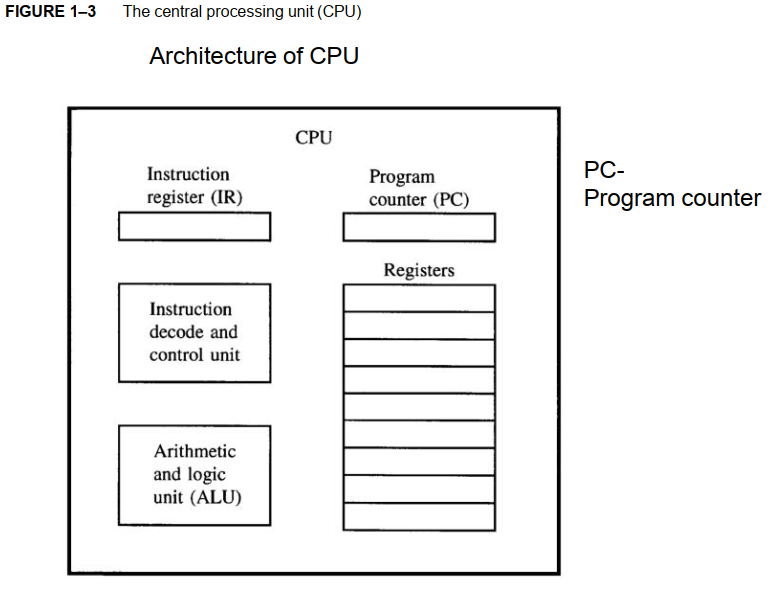 FIGURE 1–3 The central processing unit (CPU)
Architecture of CPU
CPU
Instruction
register (IR)
Program
counter (PC)
PC-
Program counter
Registers
Instruction
decode and
control unit
Arithmetic
and logic
unit (ALU)